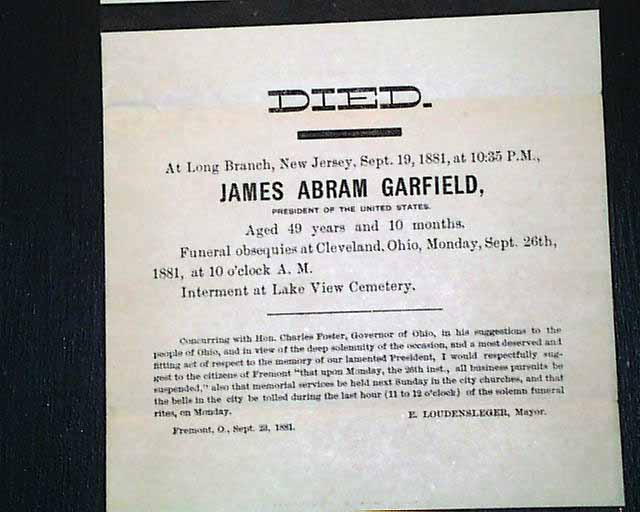 DIED.
At Long Branch, New Jersey, Sept. 19, 1881, at 10:35 P.M.,
JAMES ABRAM GARFIELD,
PRESIDENT OF THE UNITED STATES.
Aged 49 years and 10 months.
Funeral obsequies at Cleveland, Ohio, Monday, Sept. 26th,
1881, at 10 o'clock A. M.
Interment at Lake View Cemetery.
Concurring with Hon. Charles Foster, Governor of Ohio, in his suggestions to the
people of Ohio, and in view of the deep solemnity of the occasion, and a most deserved and
fitting act of respect to the memory of our lamented President, I would respectfully sug-
gest to the citizens of Fremont "that upon Monday, the 26th inst., all business pursuits be
suspended," also that memorial services be held next Sunday in the city churches, and that
the bells in the city be tolled during the last hour (11 to 12 o'clock) of the solemn funeral
rites, on Monday.
E. LOUDENSLEGER, Mayor.
Fremont, O., Sept. 23, 1881.